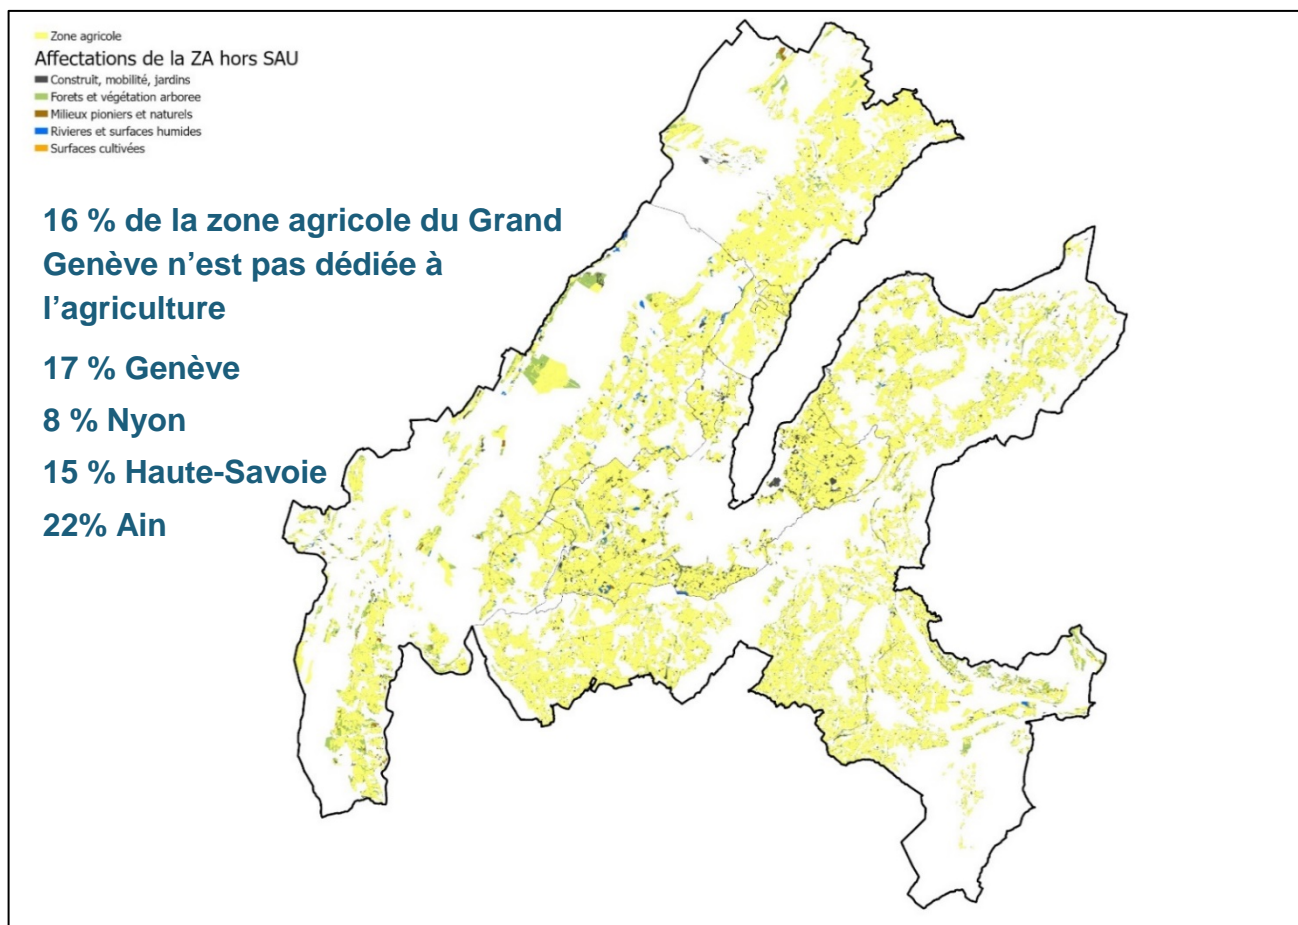 Zone agricole
Affectations de la ZA hors SAU
Construit, mobilité, jardins
Forets et végétation arboree
Milieux pioniers et naturels
Rivieres et surfaces humides
Surfaces cultivées
16 % de la zone agricole du Grand
Genève n’est pas dédiée à
l’agriculture
17 % Genève
8 % Nyon
15 % Haute-Savoie
22% Ain